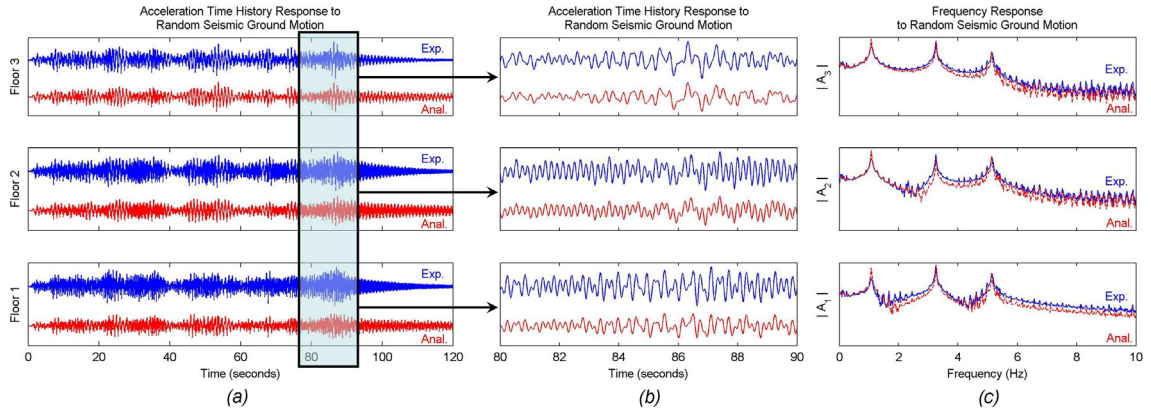 Acceleration Time History Response to
Random Seismic Ground Motion
Floor 3
Exp.
Anal.
Floor 2
Exp.
Anal.
Floor 1
Exp.
Anal.
0 20 40 60 80 100 120
Time (seconds)
(a)
Acceleration Time History Response to
Random Seismic Ground Motion
80 82 84 86 88 90
Time (seconds)
(b)
Frequency Response
to Random Seismic Ground Motion
| A3 |
Exp.
Anal.
| A2 |
Exp.
Anal.
| A1 |
Exp.
Anal.
0 2 4 6 8 10
Frequency (Hz)
(c)